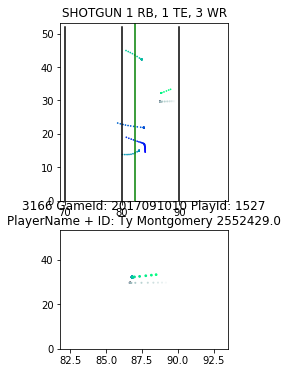 SHOTGUN 1 RB, 1 TE, 3 WR
50
40
30
20
10
0
70 80 90
3166 GameId: 2017091010 PlayId: 1527
PlayerName + ID: Ty Montgomery 2552429.0
40
20
0
82.5 85.0 87.5 90.0 92.5